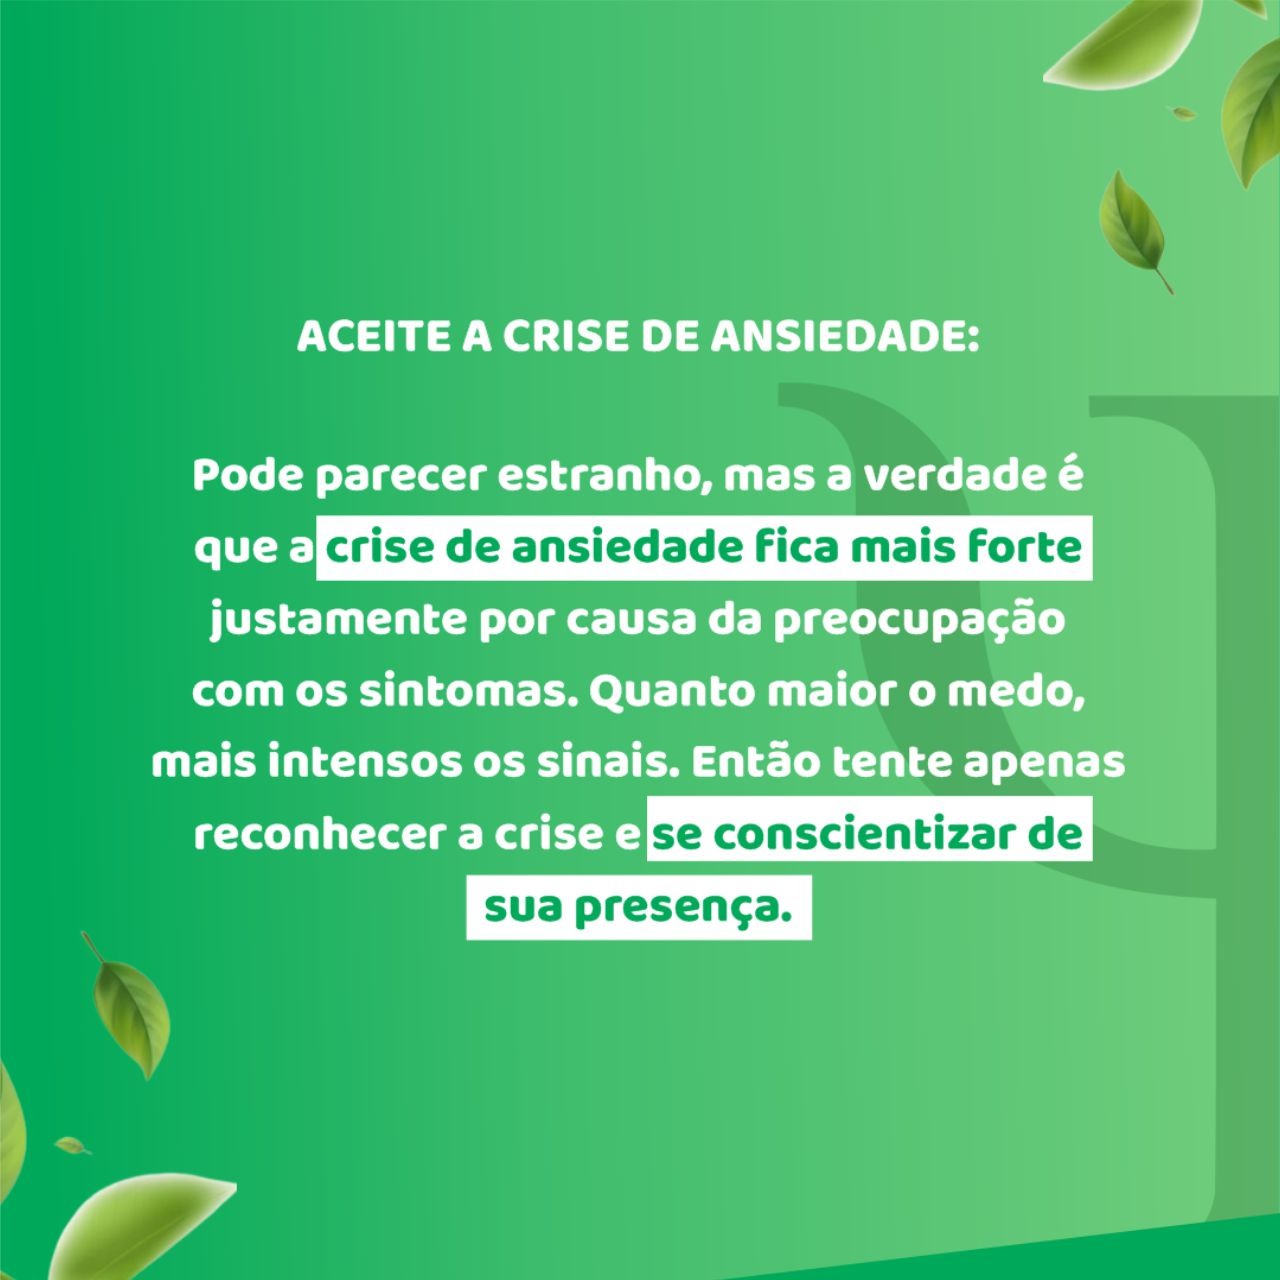 ACEITE A CRISE DE ANSIEDADE:
Pode parecer estranho, mas a verdade é
que a crise de ansiedade fica mais forte
justamente por causa da preocupação
com os sintomas. Quanto maior o medo,
mais intensos os sinais. Então tente apenas
reconhecer a crise e se conscientizar de
sua presença.